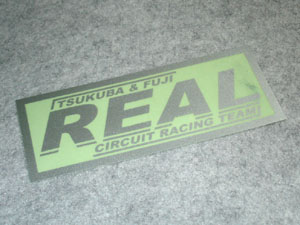 TSUKUBA & FUJI
REAL
CIRCUIT RACING TEAM